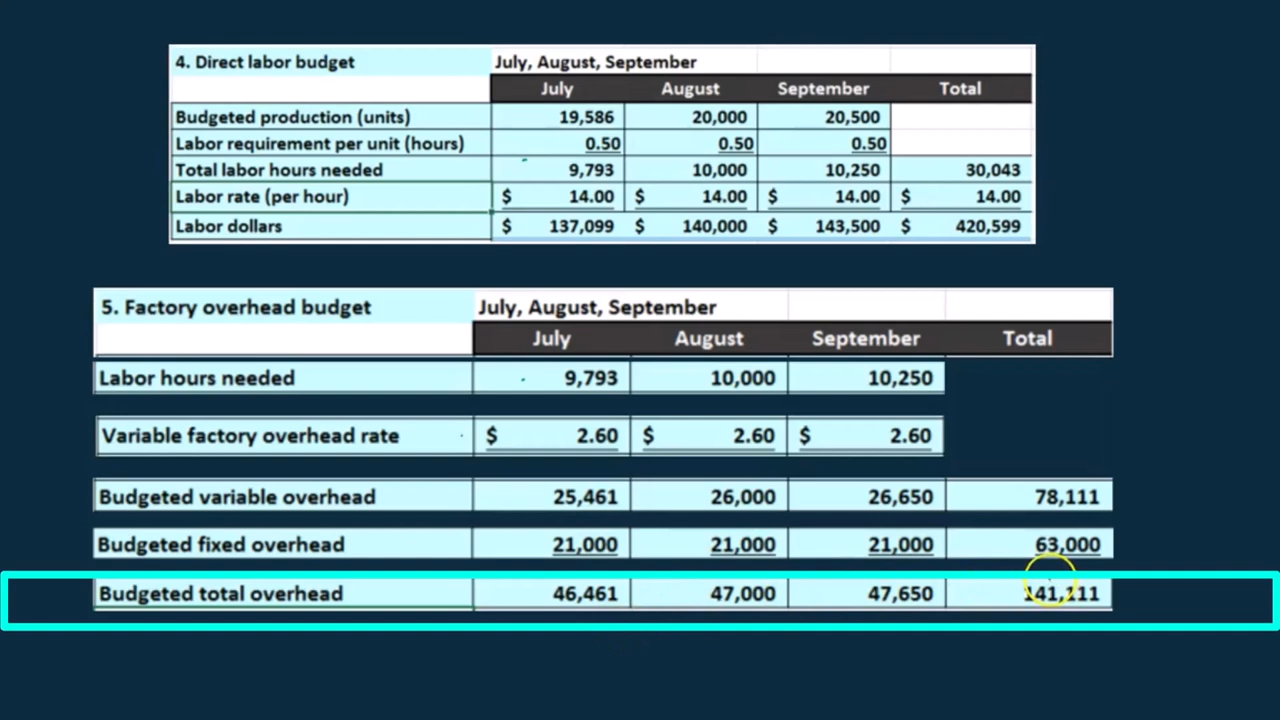 4. Direct labor budget July, August, September
July August September Total
Budgeted production (units) 19,586 20,000 20,500
Labor requirement per unit (hours) 0.50 0.50 0.50
Total labor hours needed 9,793 10,000 10,250 30,043
Labor rate (per hour) $ 14.00 $ 14.00 $ 14.00 $ 14.00
Labor dollars $ 137,099 $ 140,000 $ 143,500 $ 420,599
5. Factory overhead budget July, August, September
July August September Total
Labor hours needed 9,793 10,000 10,250
Variable factory overhead rate $ 2.60 $ 2.60 $ 2.60
Budgeted variable overhead 25,461 26,000 26,650 78,111
Budgeted fixed overhead 21,000 21,000 21,000 63,000
Budgeted total overhead 46,461 47,000 47,650 141,111